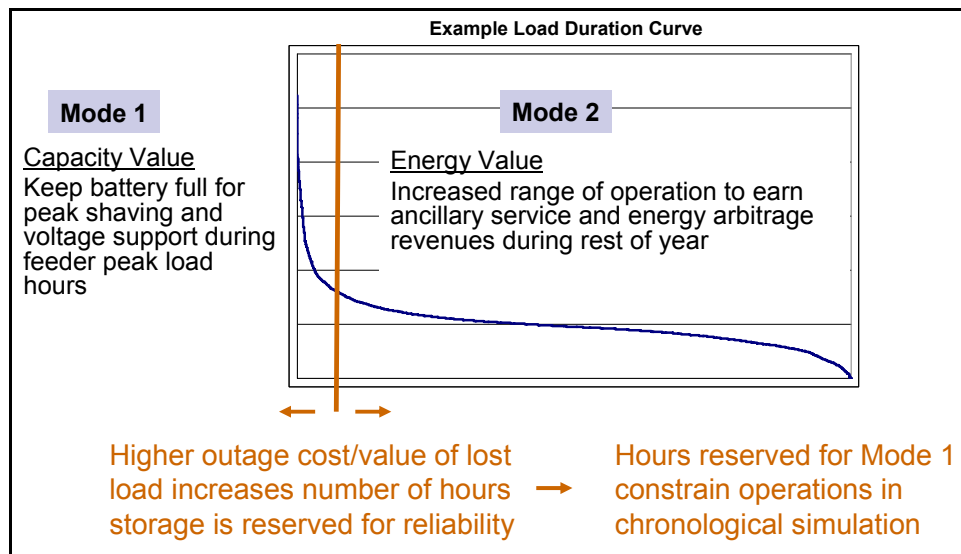 Example Load Duration Curve
Mode 1
Capacity Value
Keep battery full for
peak shaving and
voltage support during
feeder peak load
hours
Mode 2
Energy Value
Increased range of operation to earn
ancillary service and energy arbitrage
revenues during rest of year
Higher outage cost/value of lost
load increases number of hours
storage is reserved for reliability
Hours reserved for Mode 1
constrain operations in
chronological simulation